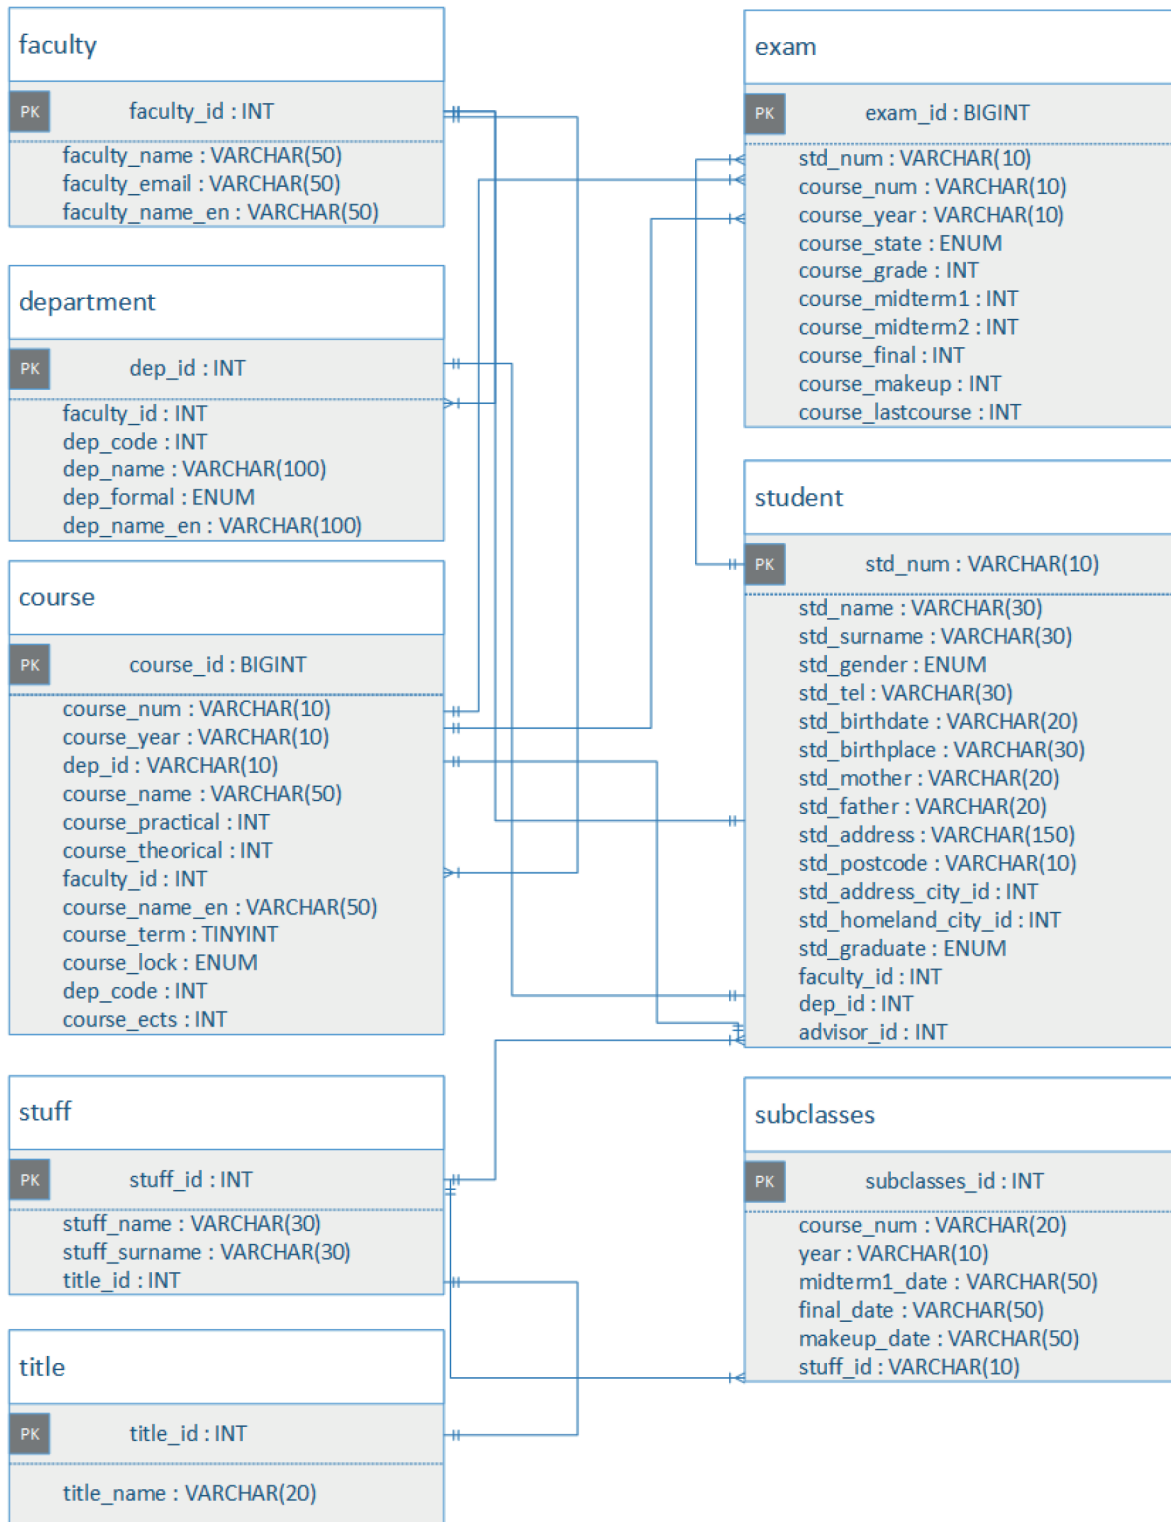 faculty
PK faculty_id : INT
faculty_name : VARCHAR(50)
faculty_email : VARCHAR(50)
faculty_name_en : VARCHAR(50)
department
PK dep_id : INT
faculty_id : INT
dep_code : INT
dep_name : VARCHAR(100)
dep_formal : ENUM
dep_name_en : VARCHAR(100)
course
PK course_id : BIGINT
course_num : VARCHAR(10)
course_year : VARCHAR(10)
dep_id : VARCHAR(10)
course_name : VARCHAR(50)
course_practical : INT
course_theorical : INT
faculty_id : INT
course_name_en : VARCHAR(50)
course_term : TINYINT
course_lock : ENUM
dep_code : INT
course_ects : INT
stuff
PK stuff_id : INT
stuff_name : VARCHAR(30)
stuff_surname : VARCHAR(30)
title_id : INT
title
PK title_id : INT
title_name : VARCHAR(20)
exam
PK exam_id : BIGINT
std_num : VARCHAR(10)
course_num : VARCHAR(10)
course_year : VARCHAR(10)
course_state : ENUM
course_grade : INT
course_midterm1 : INT
course_midterm2 : INT
course_final : INT
course_makeup : INT
course_lastcourse : INT
student
PK std_num : VARCHAR(10)
std_name : VARCHAR(30)
std_surname : VARCHAR(30)
std_gender : ENUM
std_tel : VARCHAR(30)
std_birthdate : VARCHAR(20)
std_birthplace : VARCHAR(30)
std_mother : VARCHAR(20)
std_father : VARCHAR(20)
std_address : VARCHAR(150)
std_postcode : VARCHAR(10)
std_address_city_id : INT
std_homeland_city_id : INT
std_graduate : ENUM
faculty_id : INT
dep_id : INT
advisor_id : INT
subclasses
PK subclasses_id : INT
course_num : VARCHAR(20)
year : VARCHAR(10)
midterm1_date : VARCHAR(50)
final_date : VARCHAR(50)
makeup_date : VARCHAR(50)
stuff_id : VARCHAR(10)